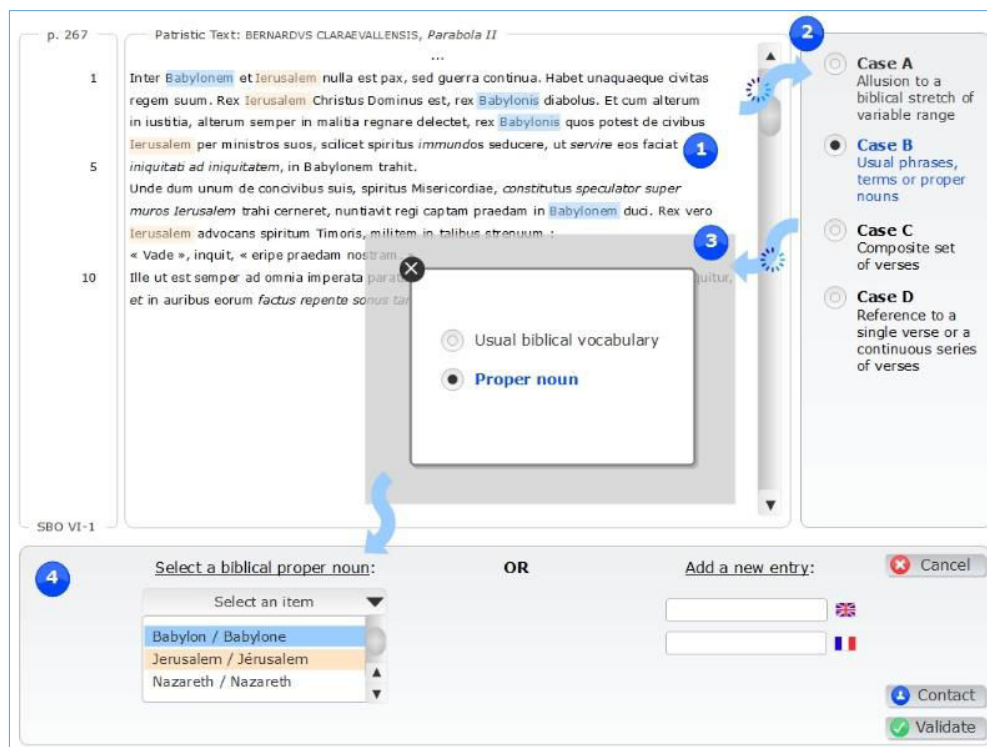 p. 267
Patristic Text: BERNARDVS CLARAEVALLENSIS, Parabola II
...
1 Inter Babylonem et Ierusalem nulla est pax, sed guerra continua. Habet unaquaeque civitas
regem suum. Rex Ierusalem Christus Dominus est, rex Babylonis diabolus. Et cum alterum
in iustitia, alterum semper in malitia regnare delectet, rex Babylonis quos potest de civibus
Ierusalem per ministros suos, scilicet spiritus immundos seducere, ut servire eos faciat
5 iniquitati ad iniquitatem, in Babylonem trahit.
Unde dum unum de concivibus suis, spiritus Misericordiae, constitutus speculator super
muros Ierusalem trahi cerneret, nuntiavit regi captam praedam in Babylonem duci. Rex vero
Ierusalem advocans spiritum Timoris, militem in talibus strenuum :
« Vade », inquit, « eripe praedam nostram
10 Ille ut est semper ad omnia imperata
et in auribus eorum factus repente sonus
SBO VI-1
1
2
3
Case A
Allusion to a
biblical stretch of
variable range
Case B
Usual phrases,
terms or proper
nouns
Case C
Composite set
of verses
Case D
Reference to a
single verse or a
continuous series
of verses
Usual biblical vocabulary
Proper noun
4
Select a biblical proper noun:
Select an item
Babylon / Babylone
Jerusalem / Jérusalem
Nazareth / Nazareth
OR
Add a new entry:
Cancel
Contact
Validate